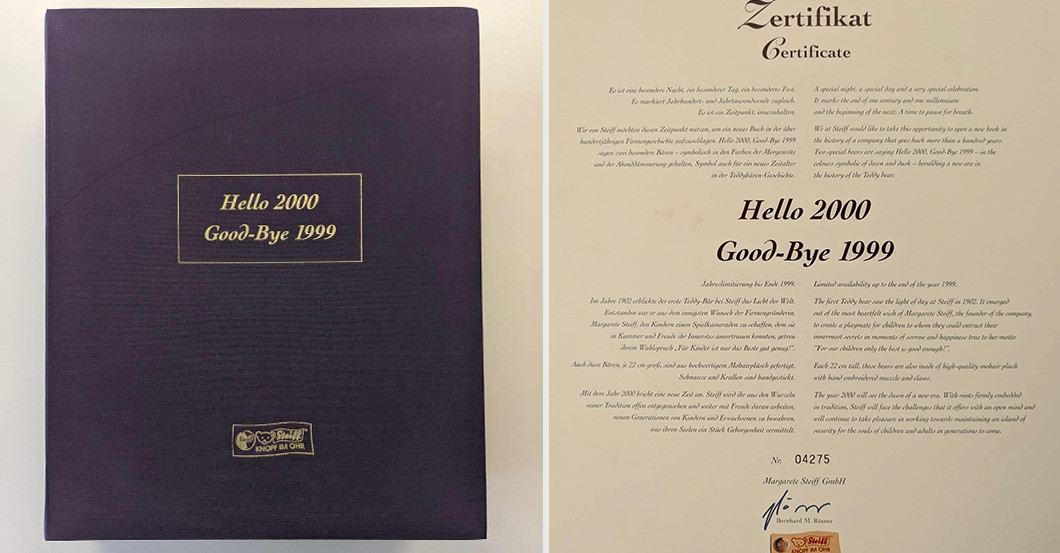 Hello 2000
Good-Bye 1999
Steiff
KNOPF IM OHR
Zertifikat
Certificate
Es ist eine besondere Nacht, ein besonderer Tag, ein besonderes Fest.
Es markiert Jahrhundert- und Jahrtausendwende zugleich.
Es ist ein Zeitpunkt, innezuhalten.
Wir von Steiff möchten diesen Zeitpunkt nutzen, um ein neues Buch in der über
hundertjährigen Firmengeschichte aufzuschlagen. Hello 2000, Good-Bye 1999
sagen zwei besondere Bären – symbolisch in den Farben der Morgenröte
und der Abenddämmerung gehalten, Symbol auch für ein neues Zeitalter
in der Teddybären-Geschichte.
A special night, a special day and a very special celebration.
It marks the end of one century and one millennium
and the beginning of the next. A time to pause for breath.
We at Steiff would like to take this opportunity to open a new book in
the history of a company that goes back more than a hundred years.
Two special bears are saying Hello 2000, Good-Bye 1999 – in the
colours symbolic of dawn and dusk – heralding a new era in
the history of the Teddy bear.
Hello 2000
Good-Bye 1999
Jahreslimitierung bis Ende 1999.
Im Jahre 1902 erblickte der erste Teddy-Bär bei Steiff das Licht der Welt.
Entstanden war er aus dem innigsten Wunsch der Firmengründerin,
Margarete Steiff, den Kindern einen Spielkameraden zu schaffen, dem sie
in Kummer und Freude ihr Innerstes anvertrauen konnten, getreu
ihrem Wahlspruch „Für Kinder ist nur das Beste gut genug!".
Auch diese Bären, je 22 cm groß, sind aus hochwertigem Mohairplüsch gefertigt.
Schnauze und Krallen sind handgestickt.
Mit dem Jahr 2000 bricht eine neue Zeit an. Steiff wird ihr aus den Wurzeln
seiner Tradition offen entgegensehen und weiter mit Freude daran arbeiten,
neuen Generationen von Kindern und Erwachsenen zu bewahren,
was ihren Seelen ein Stück Geborgenheit vermittelt.
Limited availability up to the end of the year 1999.
The first Teddy bear saw the light of day at Steiff in 1902. It emerged
out of the most heartfelt wish of Margarete Steiff, the founder of the company,
to create a playmate for children to whom they could entrust their
innermost secrets in moments of sorrow and happiness true to her motto
"For our children only the best is good enough!".
Each 22 cm tall, these bears are also made of high-quality mohair plush
with hand embroidered muzzle and claws.
The year 2000 will see the dawn of a new era. With roots firmly embedded
in tradition, Steiff will face the challenges that it offers with an open mind and
will continue to take pleasure in working towards maintaining an island of
security for the souls of children and adults in generations to come.
Nr. 04275
Margarete Steiff GmbH
Bernhard M. Rösner
Steiff
KNOPF IM OHR